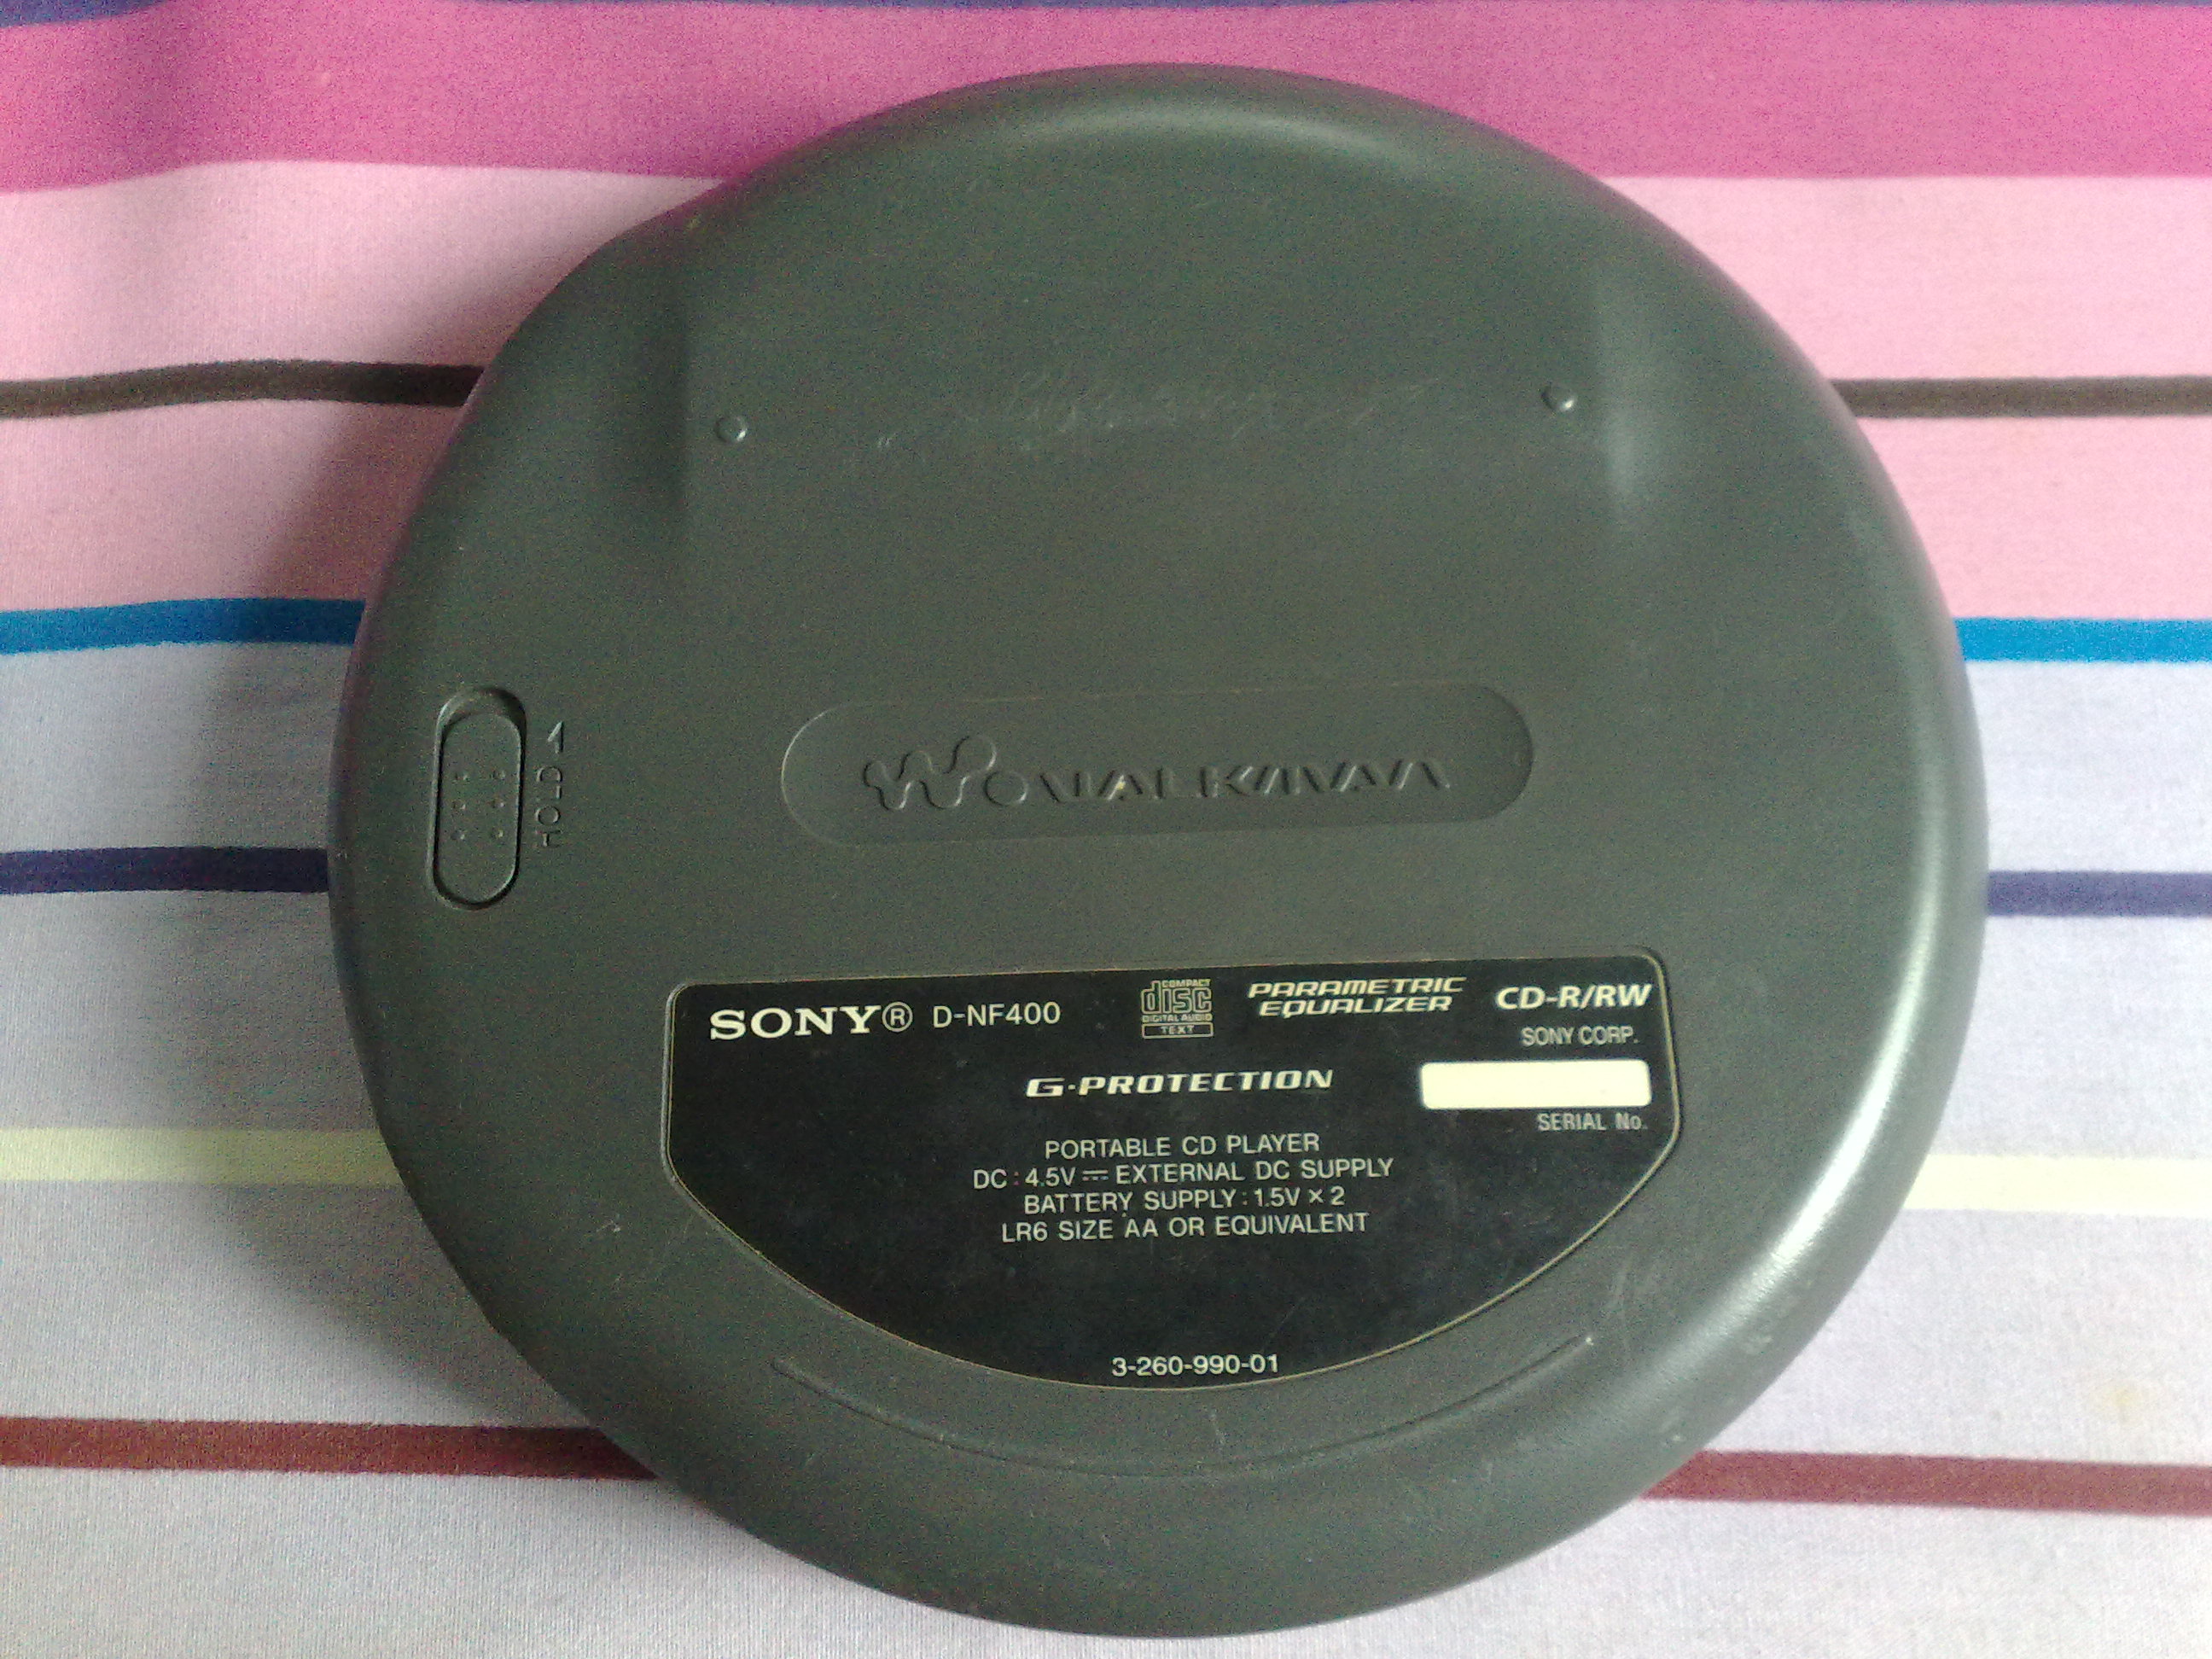 HOLD
WALKMAN
SONY® D-NF400
COMPACT
disc
DIGITAL AUDIO
TEXT
PARAMETRIC
EQUALIZER
CD-R/RW
SONY CORP.
G·PROTECTION
SERIAL No.
PORTABLE CD PLAYER
DC : 4.5V ⎓ EXTERNAL DC SUPPLY
BATTERY SUPPLY : 1.5V × 2
LR6 SIZE AA OR EQUIVALENT
3-260-990-01